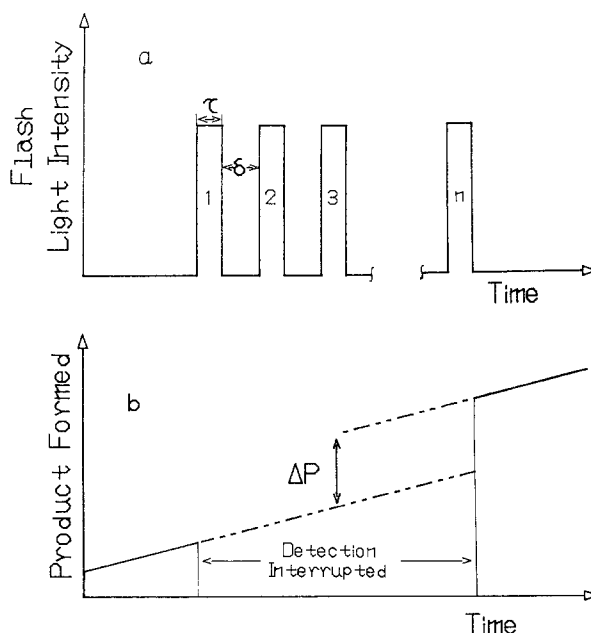 a
Flash
Light Intensity
τ
δ
1
2
3
n
Time
b
Product Formed
ΔP
Detection
Interrupted
Time